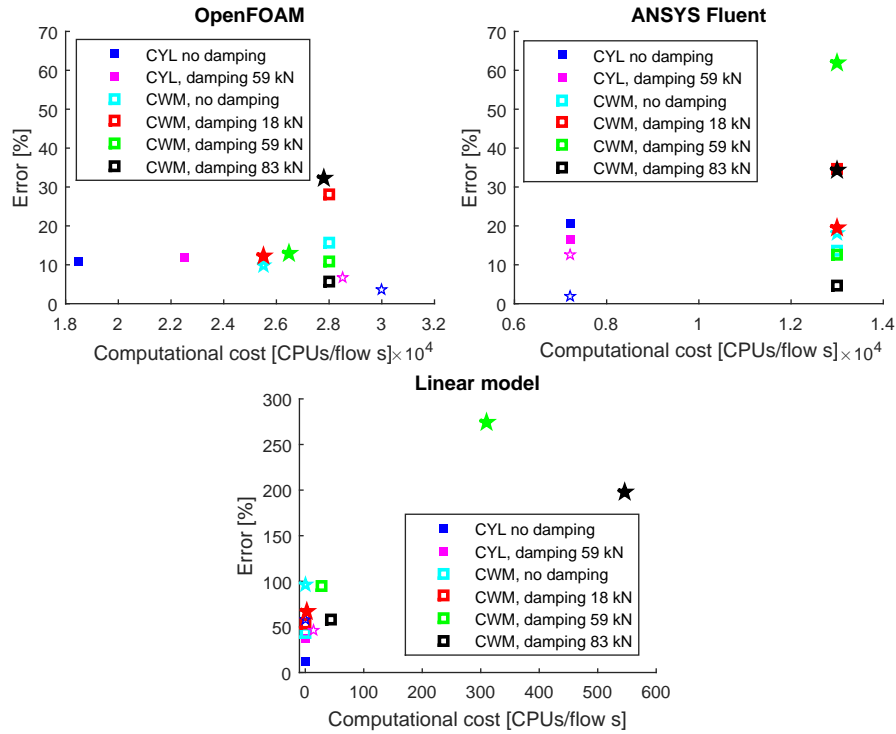 OpenFOAM
70
60
50
40
30
20
10
0
Error [%]
CYL no damping
CYL, damping 59 kN
CWM, no damping
CWM, damping 18 kN
CWM, damping 59 kN
CWM, damping 83 kN
1.8 2 2.2 2.4 2.6 2.8 3 3.2
Computational cost [CPUs/flow s] ×10⁴
ANSYS Fluent
70
60
50
40
30
20
10
0
Error [%]
CYL no damping
CYL, damping 59 kN
CWM, no damping
CWM, damping 18 kN
CWM, damping 59 kN
CWM, damping 83 kN
0.6 0.8 1 1.2 1.4
Computational cost [CPUs/flow s] ×10⁴
Linear model
300
250
200
150
100
50
0
Error [%]
CYL no damping
CYL, damping 59 kN
CWM, no damping
CWM, damping 18 kN
CWM, damping 59 kN
CWM, damping 83 kN
0 100 200 300 400 500 600
Computational cost [CPUs/flow s]